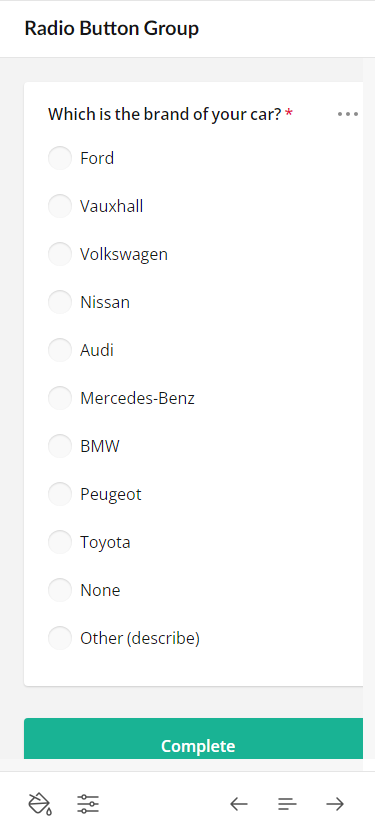 Radio Button Group
Which is the brand of your car? *
Ford
Vauxhall
Volkswagen
Nissan
Audi
Mercedes-Benz
BMW
Peugeot
Toyota
None
Other (describe)
Complete